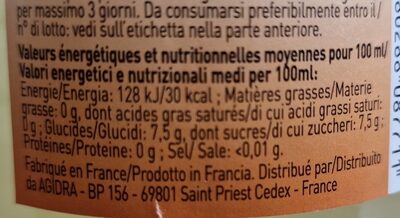 per massimo 3 giorni. Da consumarsi preferibilmente entro il /
n° di lotto: vedi sull'etichetta nella parte anteriore.
Valeurs énergétiques et nutritionnelles moyennes pour 100 ml/
Valori energetici e nutrizionali medi per 100ml:
Energie/Energia: 128 kJ/30 kcal ; Matières grasses/Materie
grasse: 0 g, dont acides gras saturés/di cui acidi grassi saturi:
0 g ; Glucides/Glucidi: 7,5 g, dont sucres/di cui zuccheri: 7,5 g ;
Protéines/Proteine: 0 g ; Sel/ Sale: <0,01 g.
Fabriqué en France/Prodotto in Francia. Distribué par/Distribuito
da AGIDRA - BP 156 - 69801 Saint Priest Cedex - France